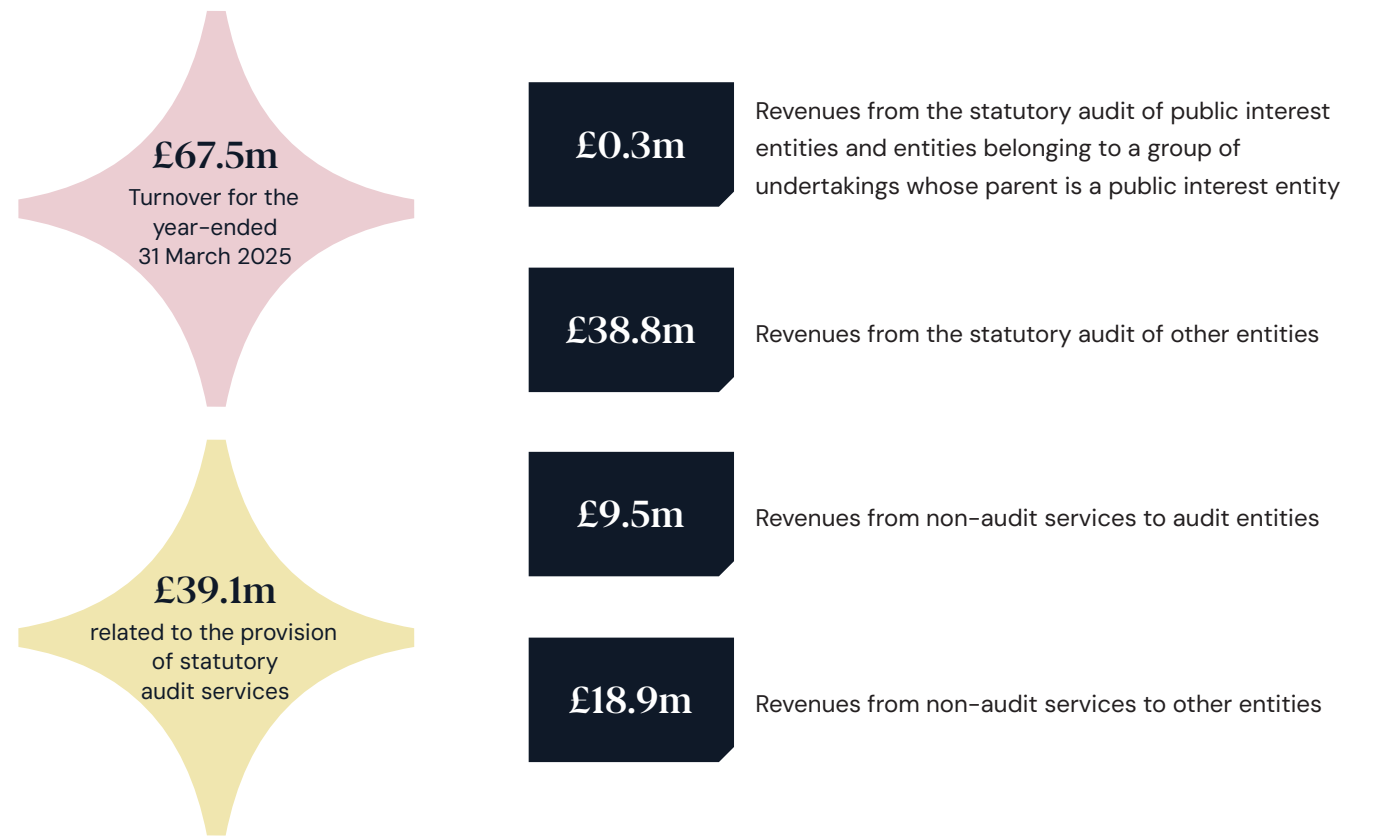 £67.5m
Turnover for the
year-ended
31 March 2025
£39.1m
related to the provision
of statutory
audit services
£0.3m
Revenues from the statutory audit of public interest
entities and entities belonging to a group of
undertakings whose parent is a public interest entity
£38.8m
Revenues from the statutory audit of other entities
£9.5m
Revenues from non-audit services to audit entities
£18.9m
Revenues from non-audit services to other entities